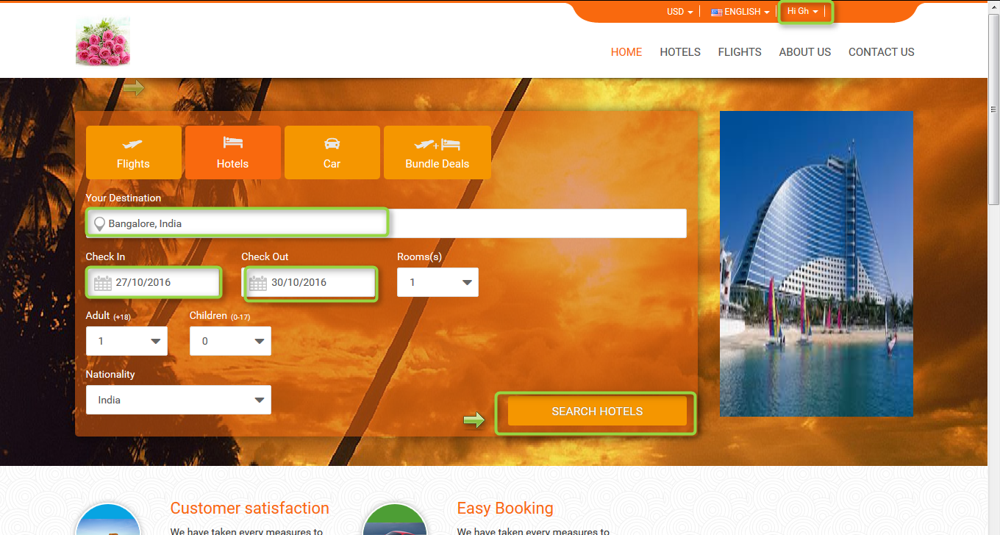 USD ENGLISH Hi Gh
HOME HOTELS FLIGHTS ABOUT US CONTACT US
Flights Hotels Car + Bundle Deals
Your Destination
Bangalore, India
Check In Check Out Rooms(s)
27/10/2016 30/10/2016 1
Adult (+18) Children (0-17)
1 0
Nationality
India
SEARCH HOTELS
Customer satisfaction Easy Booking
We have taken every measures to We have taken every measures to